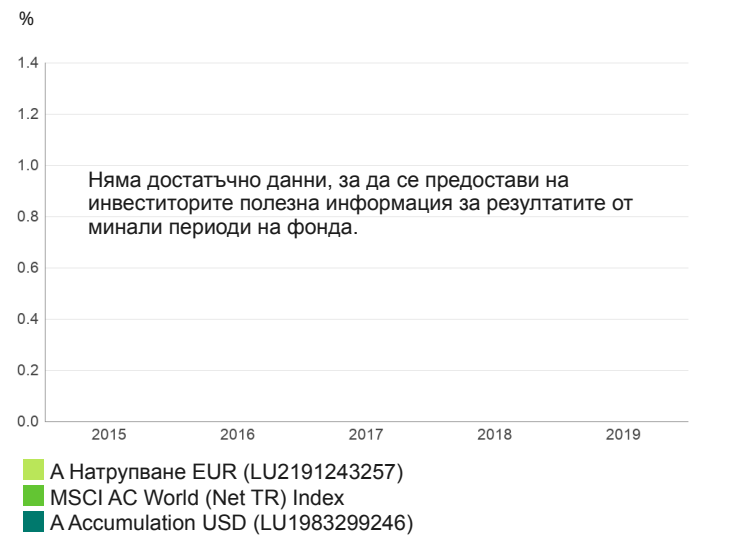 %
1.4
1.2
1.0
Няма достатъчно данни, за да се предостави на
инвеститорите полезна информация за резултатите от
минали периоди на фонда.
0.8
0.6
0.4
0.2
0.0
2015 2016 2017 2018 2019
А Натрупване EUR (LU2191243257)
MSCI AC World (Net TR) Index
A Accumulation USD (LU1983299246)